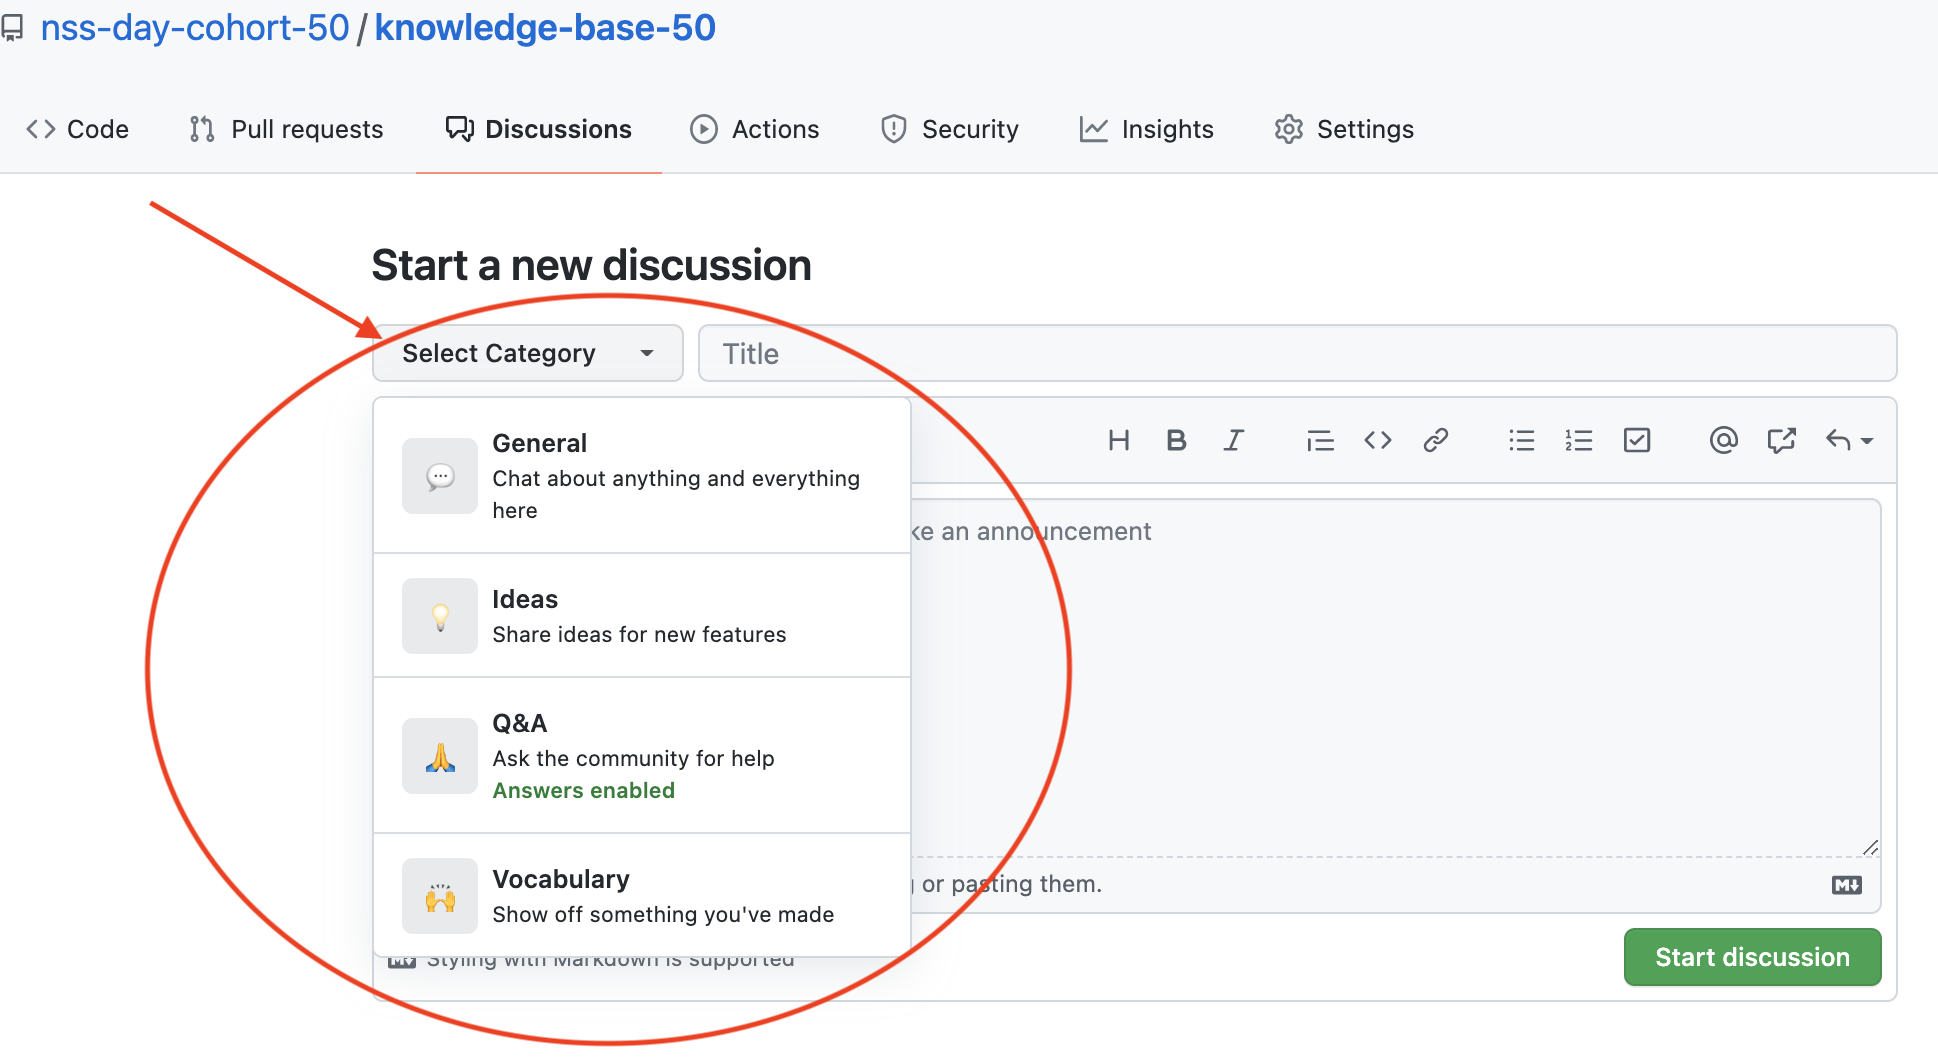 nss-day-cohort-50 / knowledge-base-50
Code Pull requests Discussions Actions Security Insights Settings
Start a new discussion
Select Category Title
General
Chat about anything and everything
here
an announcement
Ideas
Share ideas for new features
Q&A
Ask the community for help
Answers enabled
Vocabulary
or pasting them.
Show off something you've made
Styling with Markdown is supported
Start discussion